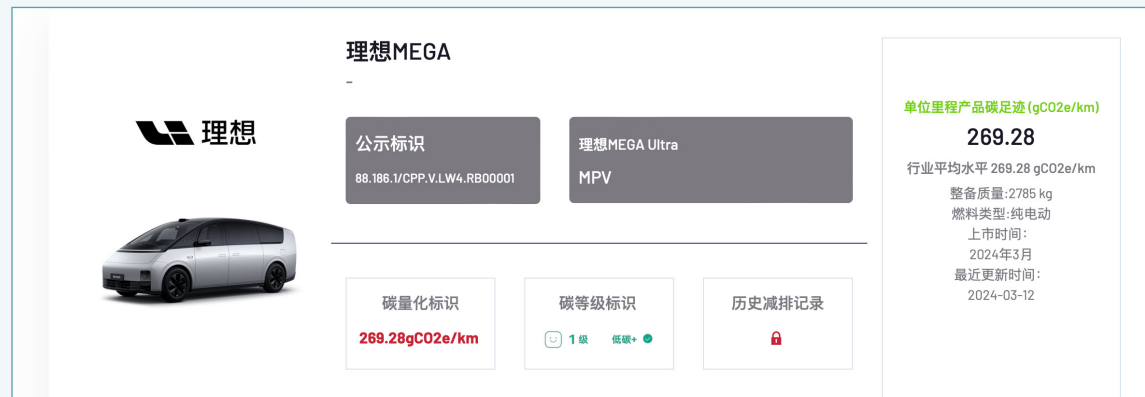 理想
理想MEGA
-
公示标识
88.186.1/CPP.V.LW4.RB00001
理想MEGA Ultra
MPV
碳量化标识
269.28gCO2e/km
碳等级标识
1级 低碳+
历史减排记录
单位里程产品碳足迹 (gCO2e/km)
269.28
行业平均水平 269.28 gCO2e/km
整备质量:2785 kg
燃料类型:纯电动
上市时间:
2024年3月
最近更新时间:
2024-03-12